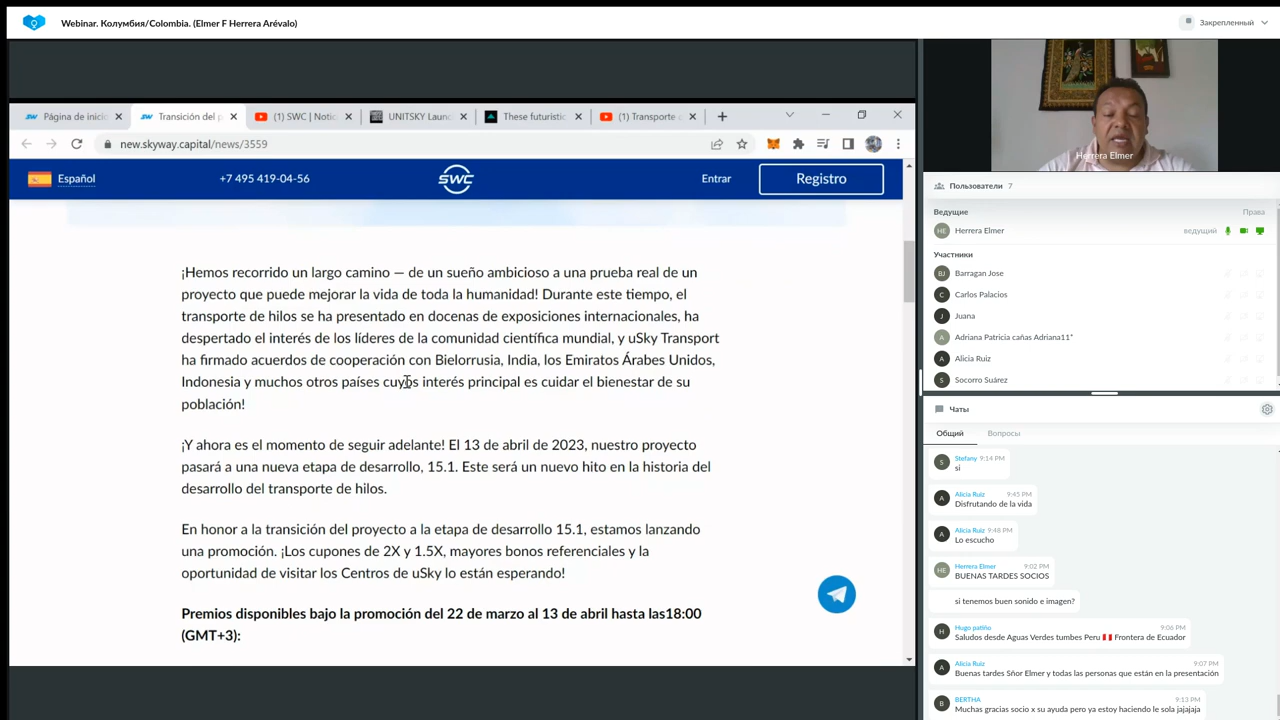 Webinar. Колумбия/Colombia. (Elmer F Herrera Arévalo)
Закрепленный
Página de inici
Transición del p
(1) SWC | Notic
UNITSKY Laun
These futuristic
(1) Transporte c
new.skyway.capital/news/3559
Español
+7 495 419-04-56
SWC
Entrar
Registro
¡Hemos recorrido un largo camino — de un sueño ambicioso a una prueba real de un
proyecto que puede mejorar la vida de toda la humanidad! Durante este tiempo, el
transporte de hilos se ha presentado en docenas de exposiciones internacionales, ha
despertado el interés de los líderes de la comunidad científica mundial, y uSky Transport
ha firmado acuerdos de cooperación con Bielorrusia, India, los Emiratos Árabes Unidos,
Indonesia y muchos otros países cuyos interés principal es cuidar el bienestar de su
población!
¡Y ahora es el momento de seguir adelante! El 13 de abril de 2023, nuestro proyecto
pasará a una nueva etapa de desarrollo, 15.1. Este será un nuevo hito en la historia del
desarrollo del transporte de hilos.
En honor a la transición del proyecto a la etapa de desarrollo 15.1, estamos lanzando
una promoción. ¡Los cupones de 2X y 1.5X, mayores bonos referenciales y la
oportunidad de visitar los Centros de uSky lo están esperando!
Premios disponibles bajo la promoción del 22 de marzo al 13 de abril hasta las18:00
(GMT+3):
Herrera Elmer
Пользователи 7
Ведущие
Права
HE
Herrera Elmer
ведущий
Участники
BJ
Barragan Jose
C
Carlos Palacios
J
Juana
A
Adriana Patricia cañas Adriana11*
A
Alicia Ruiz
S
Socorro Suárez
Чаты
Общий
Вопросы
S
Stefany 9:14 PM
si
A
Alicia Ruiz 9:45 PM
Disfrutando de la vida
A
Alicia Ruiz 9:48 PM
Lo escucho
HE
Herrera Elmer 9:02 PM
BUENAS TARDES SOCIOS
si tenemos buen sonido e imagen?
H
Hugo patiño 9:06 PM
Saludos desde Aguas Verdes tumbes Peru 🇵🇪 Frontera de Ecuador
A
Alicia Ruiz 9:07 PM
Buenas tardes Sñor Elmer y todas las personas que están en la presentación
B
BERTHA 9:13 PM
Muchas gracias socio x su ayuda pero ya estoy haciendo le sola jajajaja